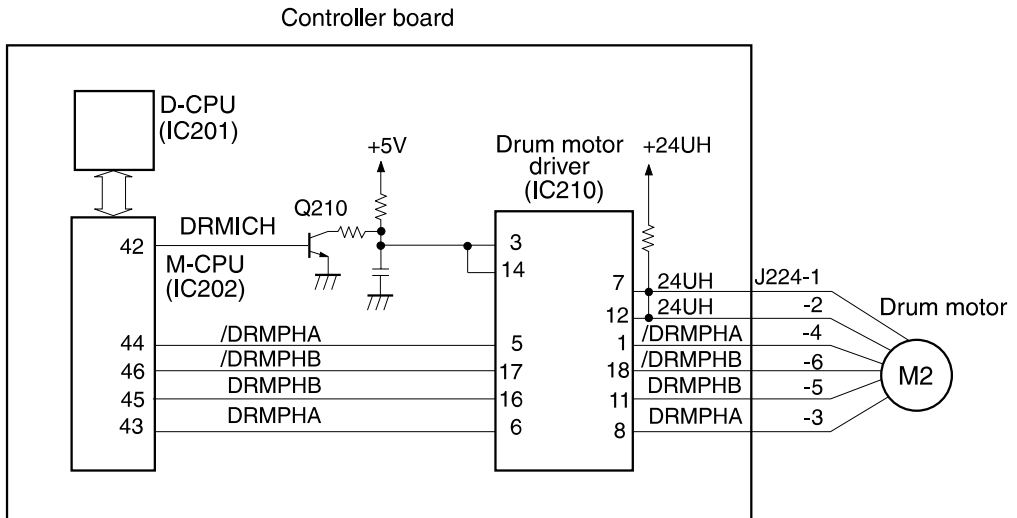 Controller board
D-CPU
(IC201)
+5V
Drum motor
driver
(IC210)
+24UH
Q210
DRMICH
42
M-CPU
(IC202)
3
14
7
24UH
J224-1
12
24UH
-2
Drum motor
44
/DRMPHA
5
1
/DRMPHA
-4
46
/DRMPHB
17
18
/DRMPHB
-6
M2
45
DRMPHB
16
11
DRMPHB
-5
43
DRMPHA
6
8
DRMPHA
-3